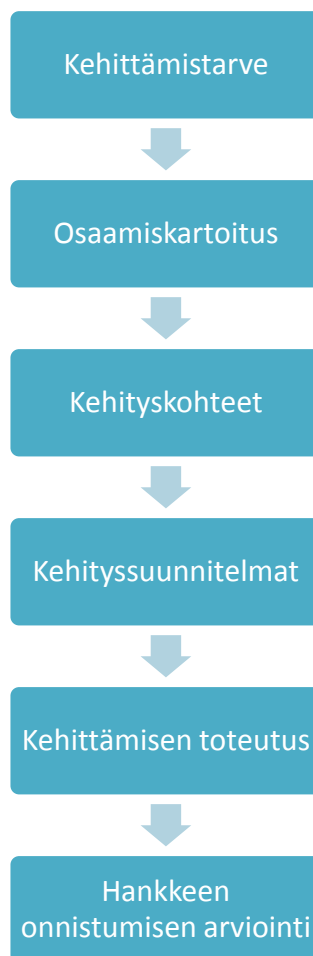 Kehittämistarve
Osaamiskartoitus
Kehityskohteet
Kehityssuunnitelmat
Kehittämisen toteutus
Hankkeen
onnistumisen arviointi